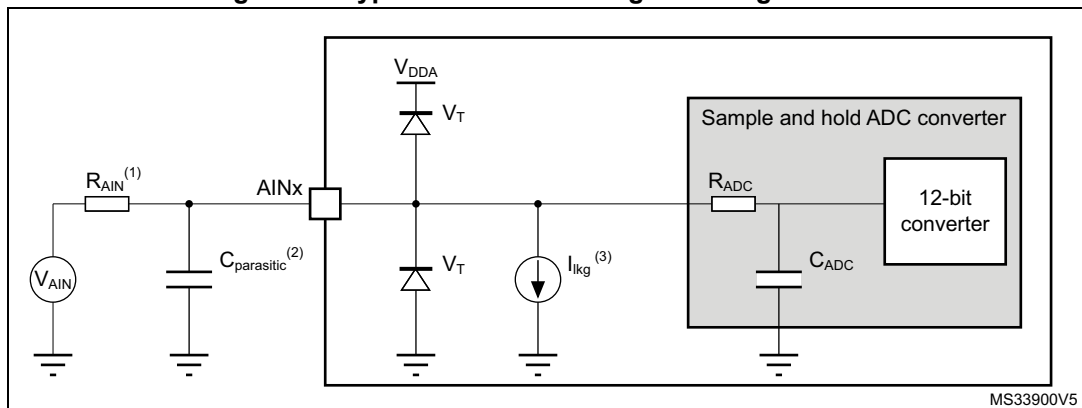 V_DDA
V_T
Sample and hold ADC converter
R_AIN^(1)
AINx
R_ADC
12-bit
converter
V_AIN
C_parasitic^(2)
V_T
I_lkg^(3)
C_ADC
MS33900V5